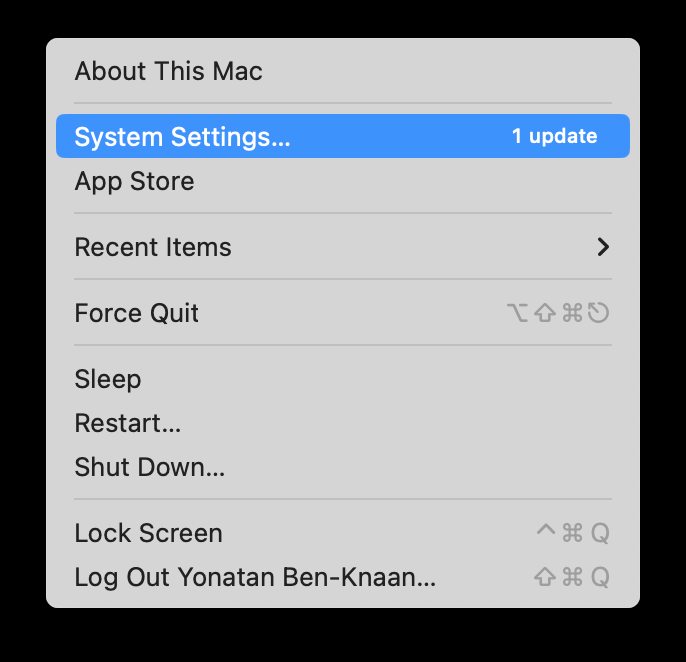 About This Mac
System Settings... 1 update
App Store
Recent Items
Force Quit ⌥⇧⌘⎋
Sleep
Restart...
Shut Down...
Lock Screen ^⌘Q
Log Out Yonatan Ben-Knaan... ⇧⌘Q